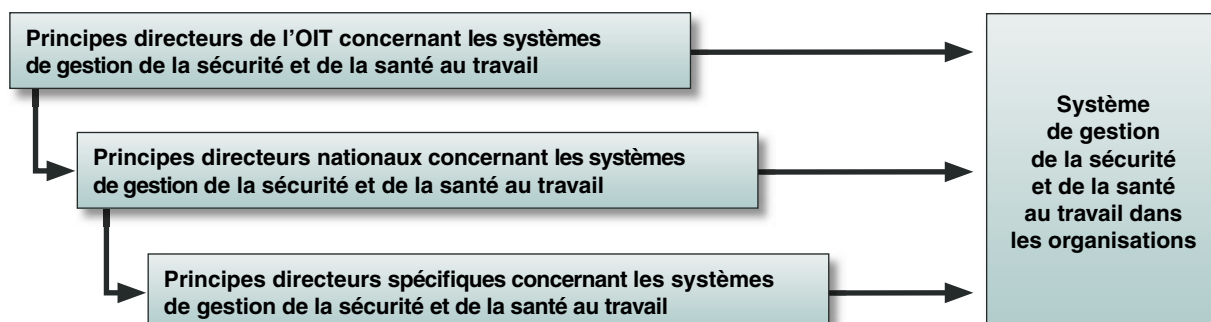 Principes directeurs de l’OIT concernant les systèmes
de gestion de la sécurité et de la santé au travail
Principes directeurs nationaux concernant les systèmes
de gestion de la sécurité et de la santé au travail
Principes directeurs spécifiques concernant les systèmes
de gestion de la sécurité et de la santé au travail
Système
de gestion
de la sécurité
et de la santé
au travail dans
les organisations